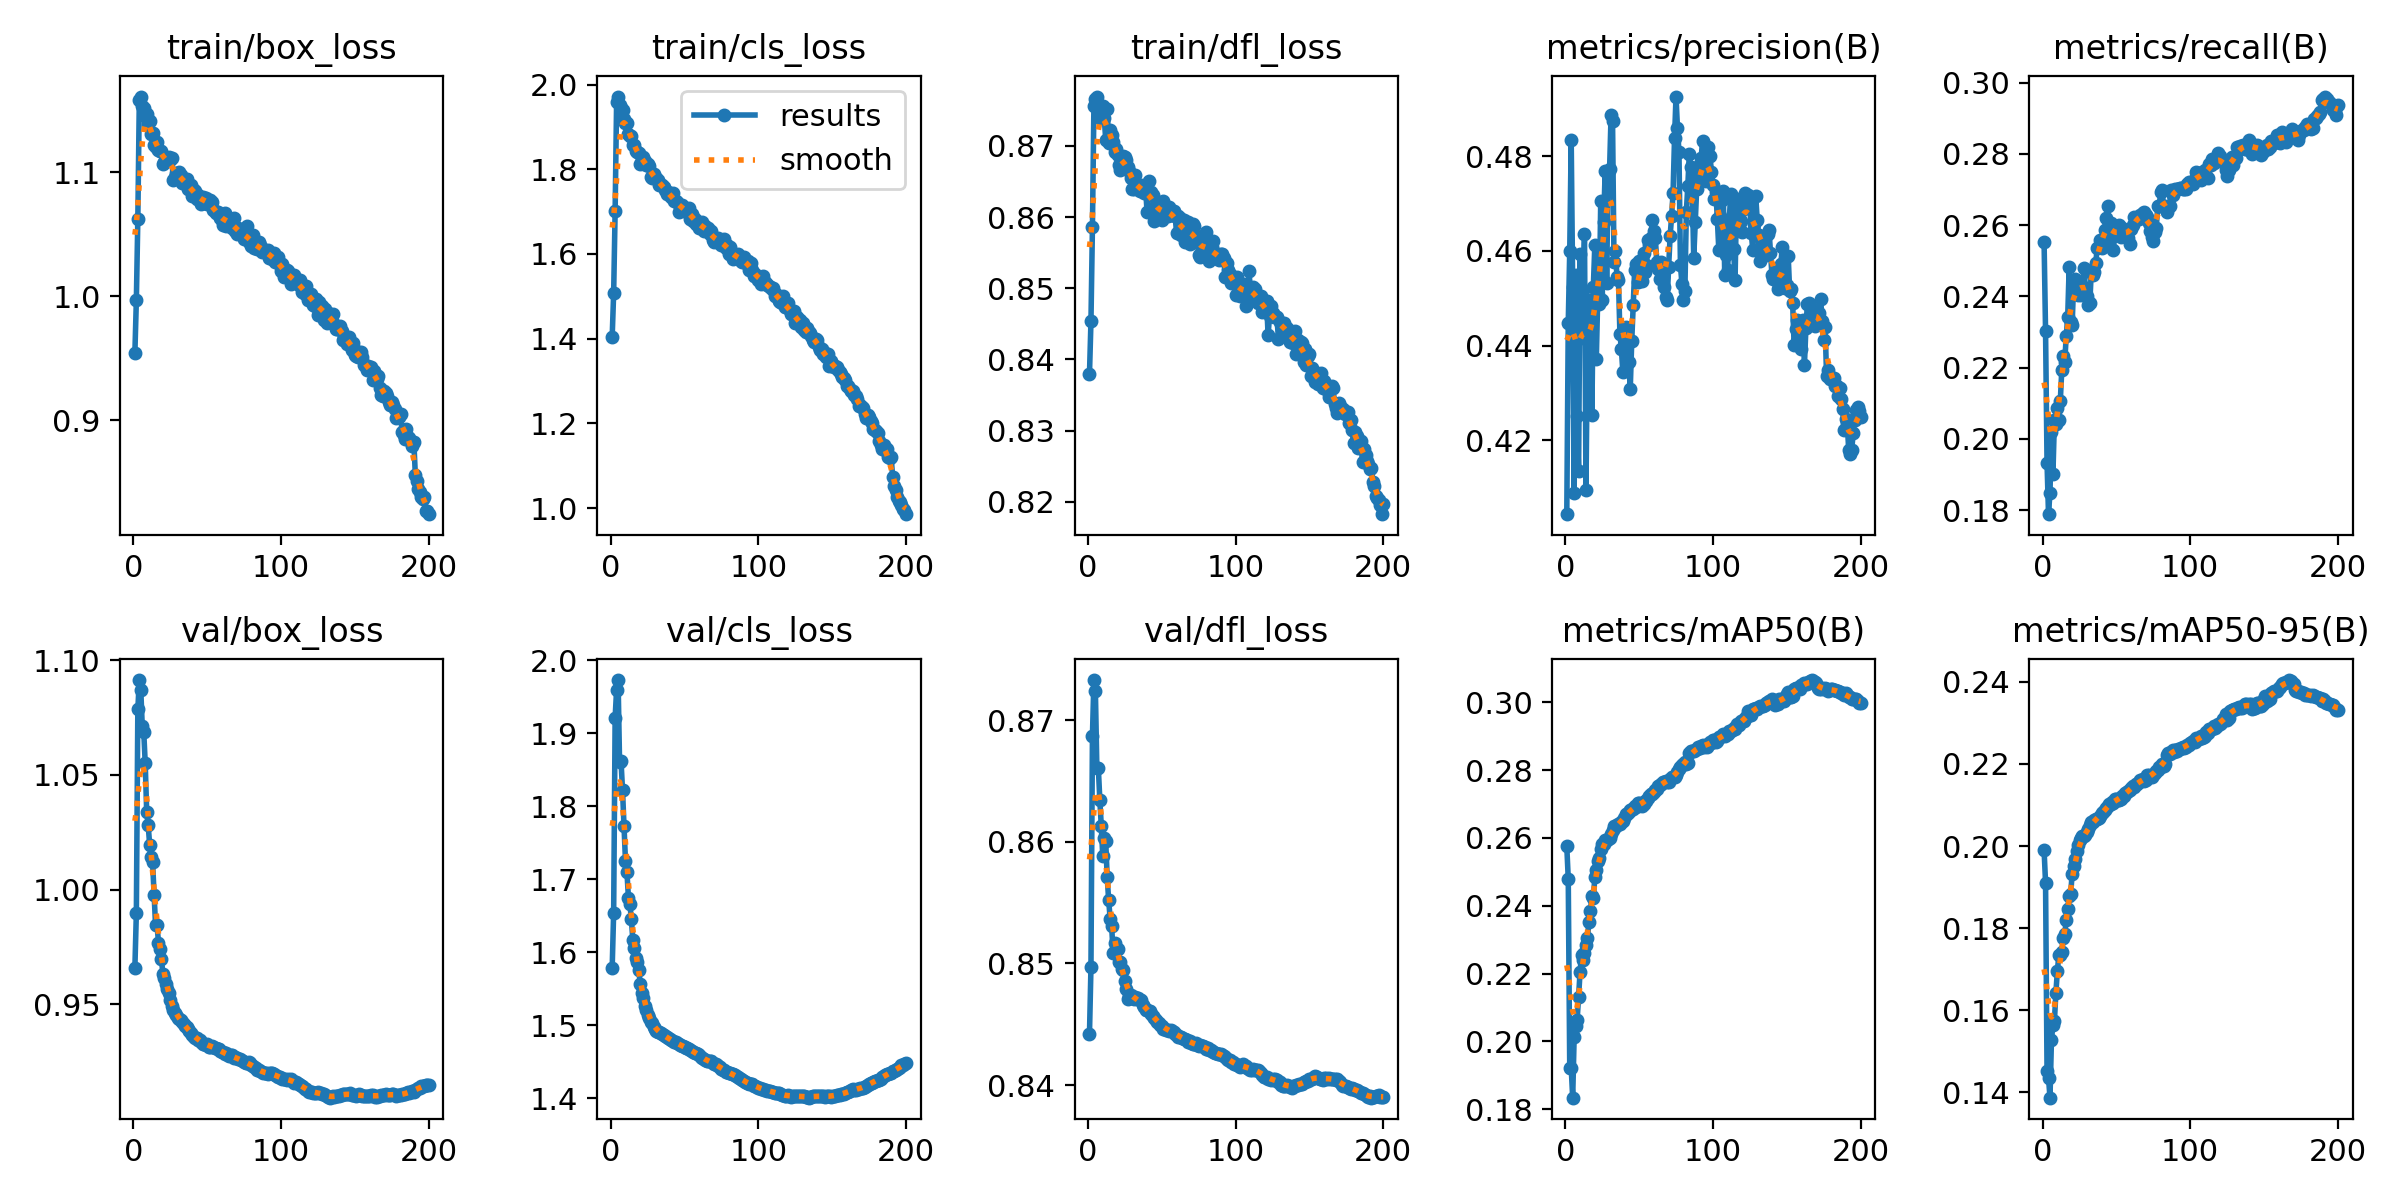 train/box_loss
1.1
1.0
0.9
0 100 200
train/cls_loss
2.0
1.8
1.6
1.4
1.2
1.0
0 100 200
results
smooth
train/dfl_loss
0.87
0.86
0.85
0.84
0.83
0.82
0 100 200
metrics/precision(B)
0.48
0.46
0.44
0.42
0 100 200
metrics/recall(B)
0.30
0.28
0.26
0.24
0.22
0.20
0.18
0 100 200
val/box_loss
1.10
1.05
1.00
0.95
0 100 200
val/cls_loss
2.0
1.9
1.8
1.7
1.6
1.5
1.4
0 100 200
val/dfl_loss
0.87
0.86
0.85
0.84
0 100 200
metrics/mAP50(B)
0.30
0.28
0.26
0.24
0.22
0.20
0.18
0 100 200
metrics/mAP50-95(B)
0.24
0.22
0.20
0.18
0.16
0.14
0 100 200